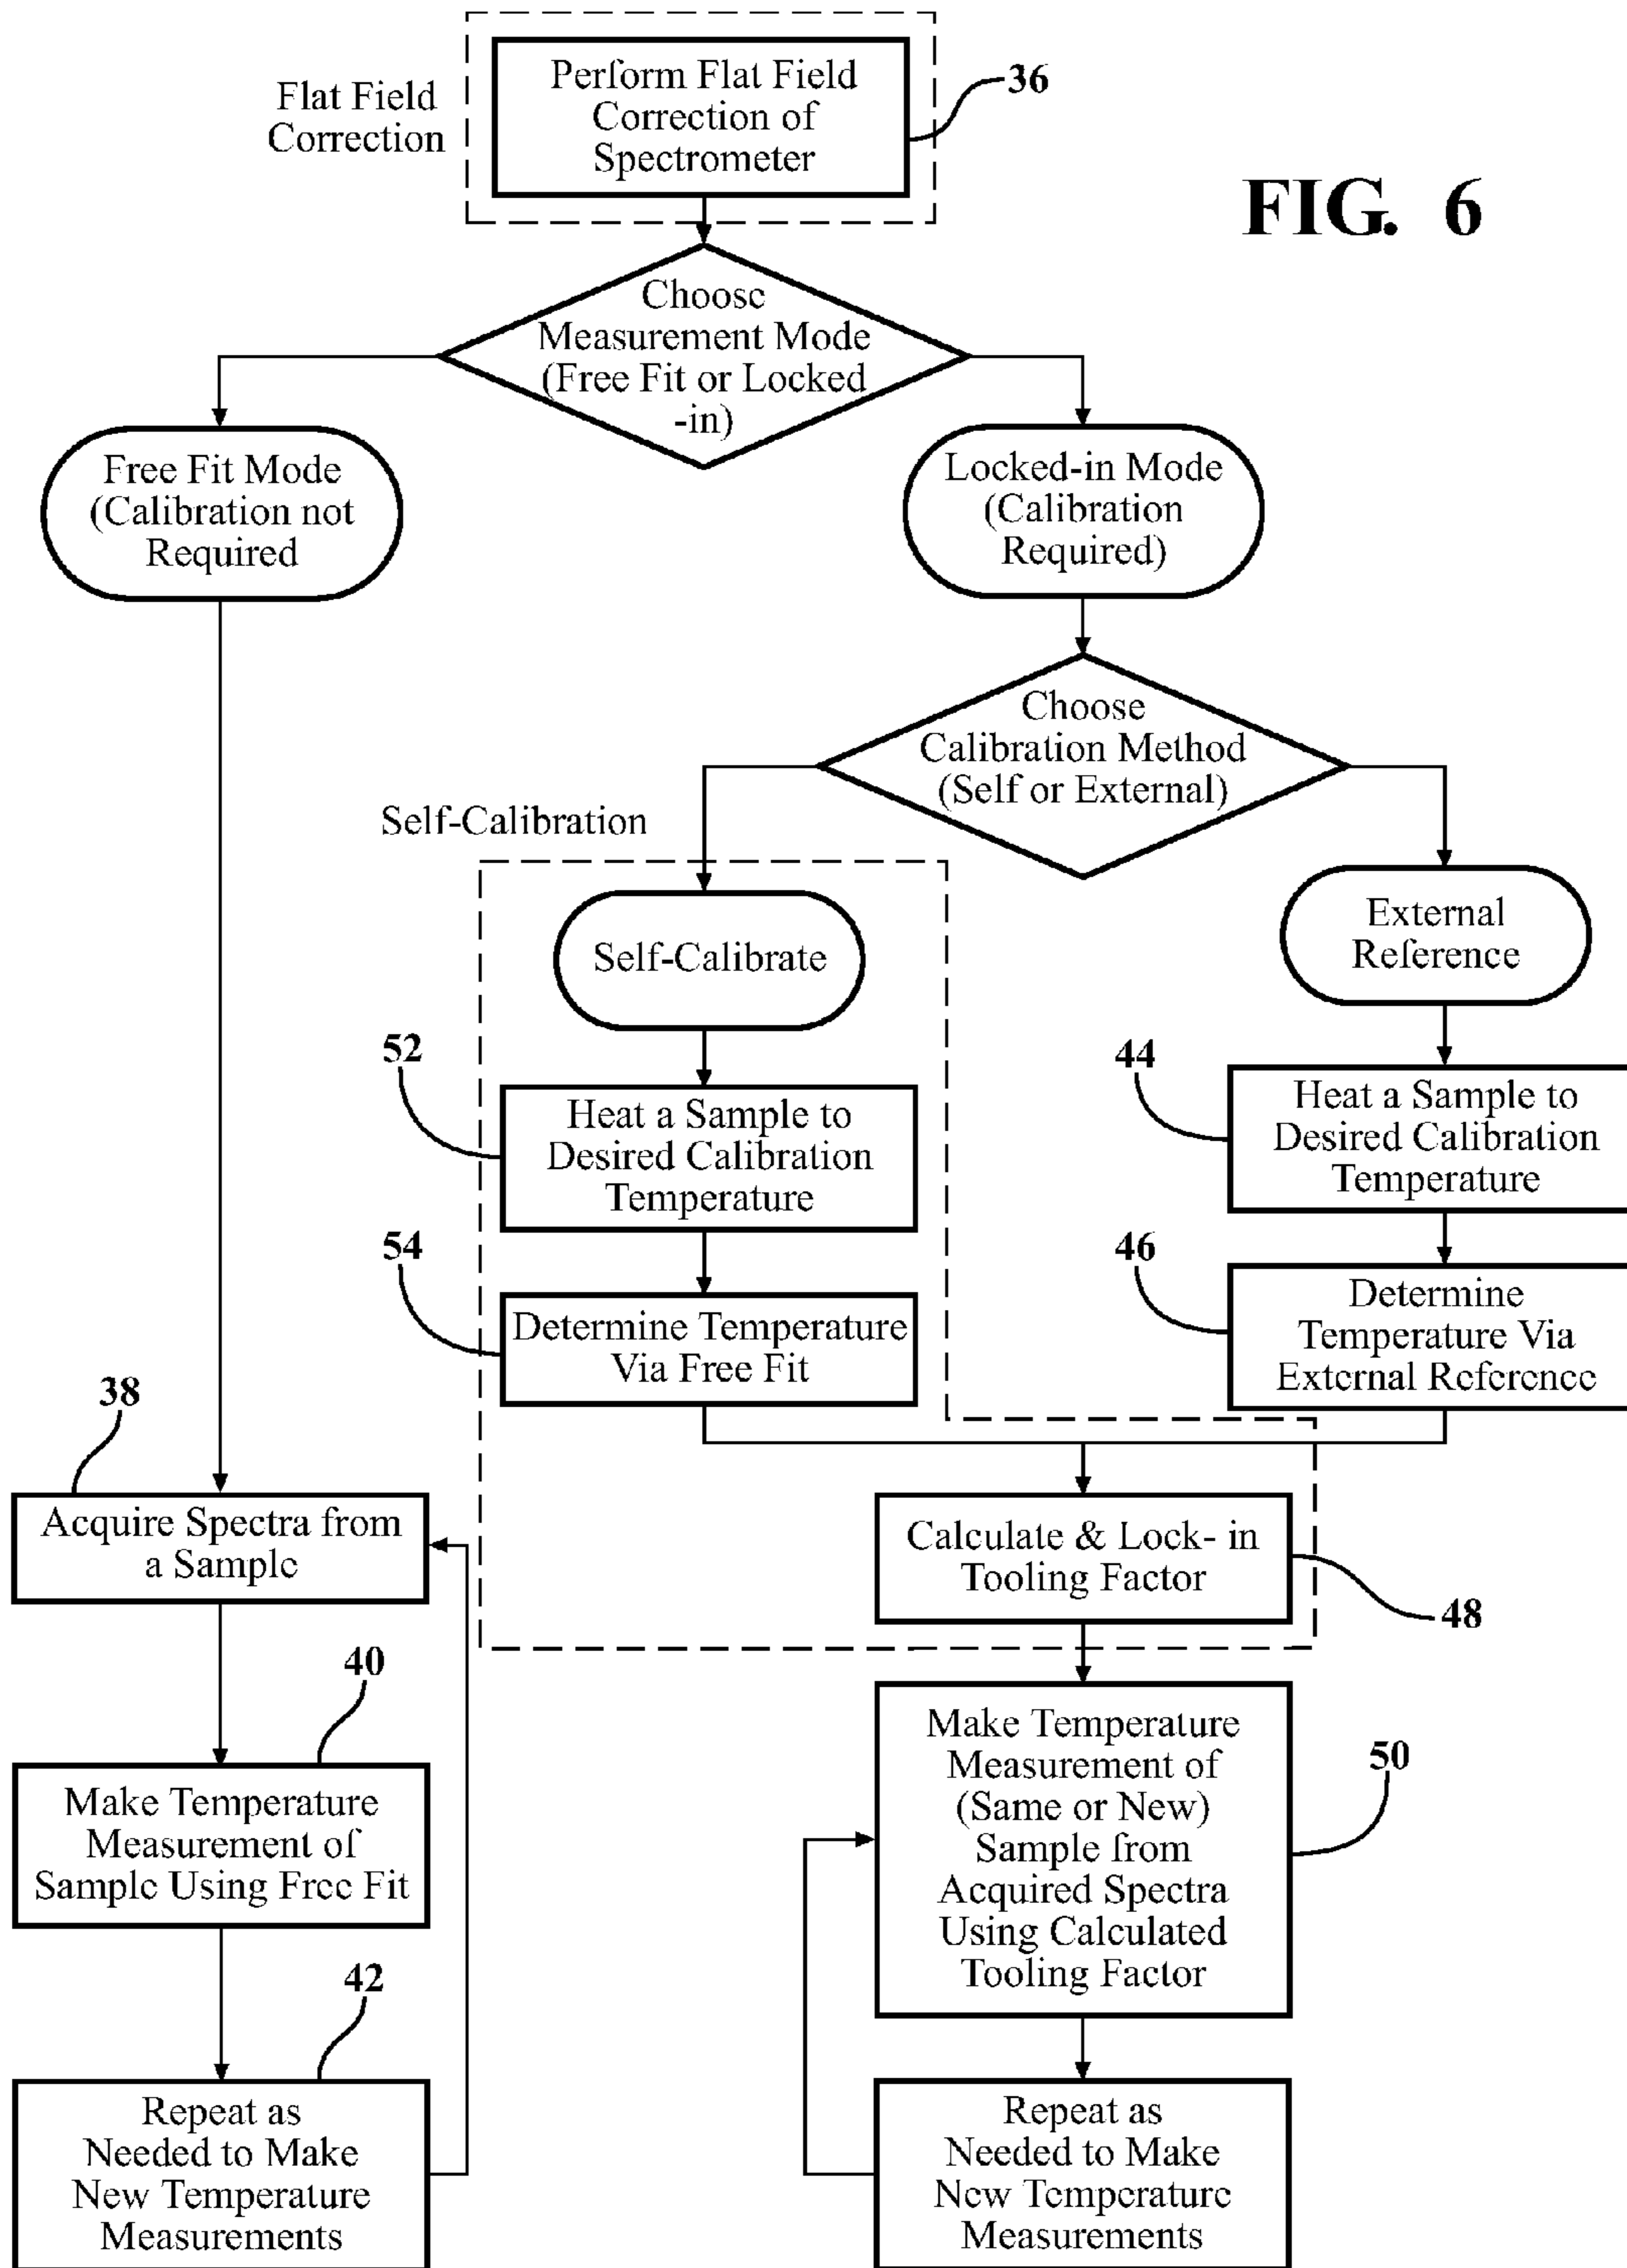 Flat Field
Correction
Perform Flat Field
Correction of
Spectrometer
36
FIG. 6
Choose
Measurement Mode
(Free Fit or Locked
-in)
Free Fit Mode
(Calibration not
Required
Locked-in Mode
(Calibration
Required)
Choose
Calibration Method
(Self or External)
Self-Calibration
Self-Calibrate
External
Reference
52
Heat a Sample to
Desired Calibration
Temperature
44
Heat a Sample to
Desired Calibration
Temperature
54
Determine Temperature
Via Free Fit
46
Determine
Temperature Via
External Reference
38
Acquire Spectra from
a Sample
Calculate & Lock- in
Tooling Factor
48
40
Make Temperature
Measurement of
Sample Using Free Fit
Make Temperature
Measurement of
(Same or New)
Sample from
Acquired Spectra
Using Calculated
Tooling Factor
50
42
Repeat as
Needed to Make
New Temperature
Measurements
Repeat as
Needed to Make
New Temperature
Measurements